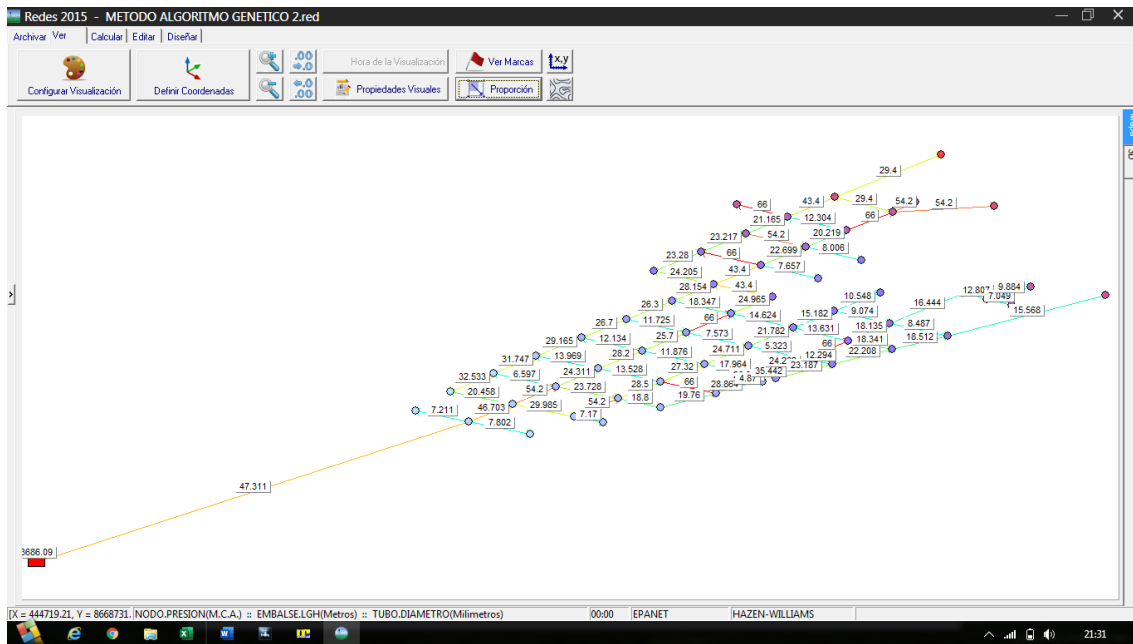 Redes 2015 - METODO ALGORITMO GENETICO 2.red
Archivar Ver Calcular Editar Diseñar
Configurar Visualización
Definir Coordenadas
.00
.0
.0
.00
Hora de la Visualización
Propiedades Visuales
Ver Marcas
Proporción
x,y
3D
29.4
43.4 29.4 54.2 54.2
66
21.165 12.304 66
23.217 54.2 20.219
23.28 66 22.699 8.006
24.205 43.4 7.657
28.154 43.4
26.3 18.347 24.965
10.548 12.807 9.884
7.049
16.444
15.568
26.7 11.725 66 14.624 15.182 9.074
29.165 12.134 25.7 7.573 21.782 13.631 18.135 8.487
31.747 13.969 28.2 11.876 24.711 5.323 66 18.341 18.512
32.533 6.597 24.311 13.528 27.32 17.964 12.294 22.208
20.458 54.2 23.728 28.5 66 28.864 35.442 23.187
46.703 29.985 54.2 18.8 19.76
7.211 7.802 7.17
47.311
3686.09
[X = 444719.21, Y = 8668731. NODO.PRESION(M.C.A.) :: EMBALSE.LGH(Metros) :: TUBO.DIAMETRO(Milimetros) 00:00 EPANET HAZEN-WILLIAMS
21:31